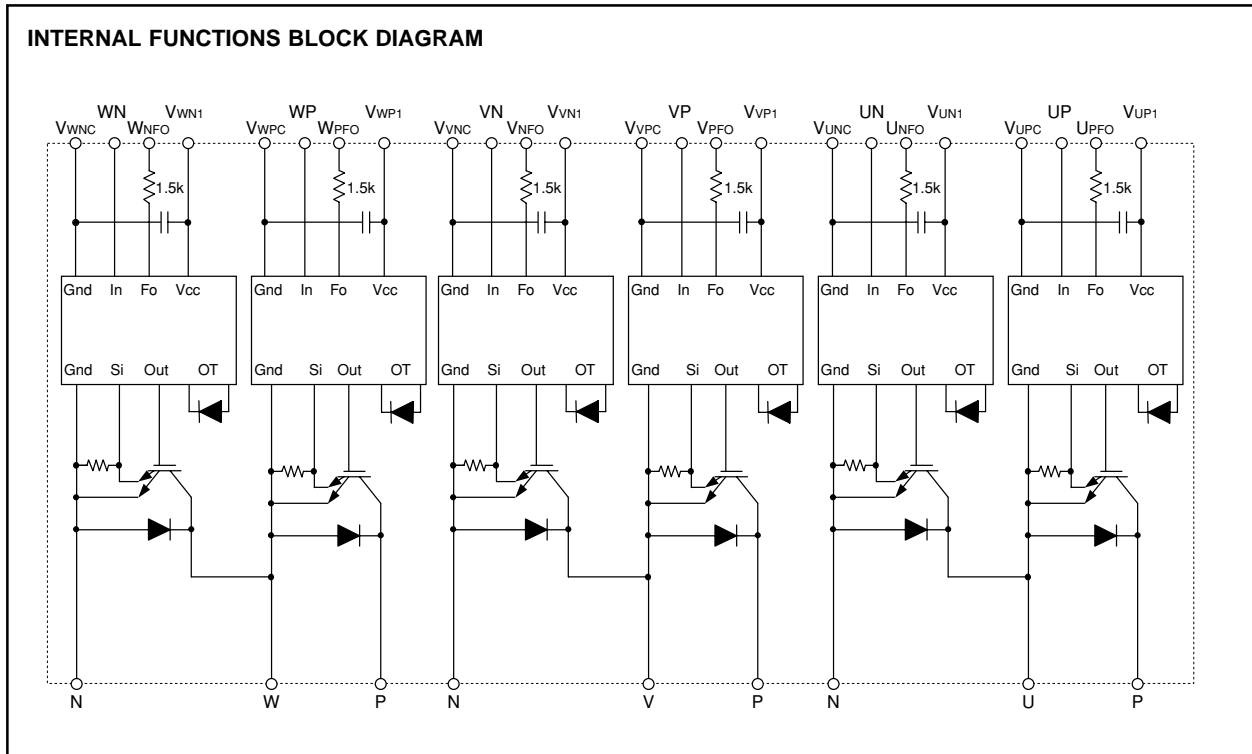 INTERNAL FUNCTIONS BLOCK DIAGRAM
WN VWN1 WP VWP1 VN VVN1 VP VVP1 UN VUN1 UP VUP1
VWNC WNFO VWPC WPFO VVNC VNFO VVPC VPFO VUNC UNFO VUPC UPFO
1.5k 1.5k 1.5k 1.5k 1.5k 1.5k
Gnd In Fo Vcc Gnd In Fo Vcc Gnd In Fo Vcc Gnd In Fo Vcc Gnd In Fo Vcc Gnd In Fo Vcc
Gnd Si Out OT Gnd Si Out OT Gnd Si Out OT Gnd Si Out OT Gnd Si Out OT Gnd Si Out OT
N W P N V P N U P